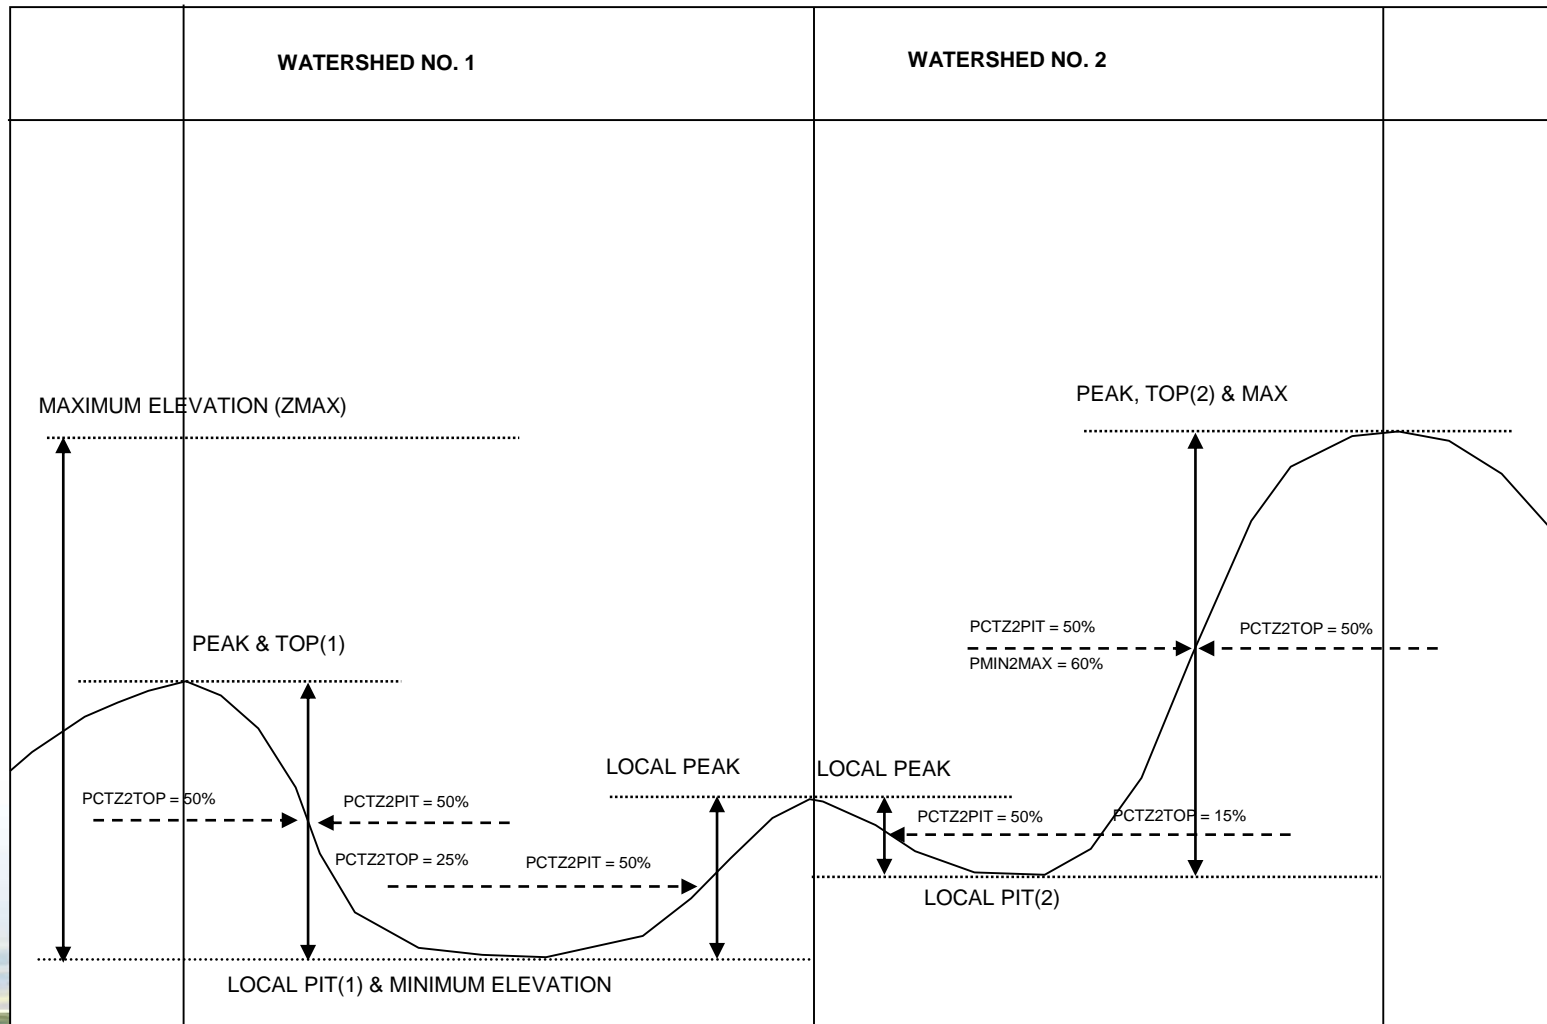 WATERSHED NO. 1
WATERSHED NO. 2
MAXIMUM ELEVATION (ZMAX)
PEAK, TOP(2) & MAX
PEAK & TOP(1)
PCTZ2PIT = 50%
PCTZ2TOP = 50%
PMIN2MAX = 60%
LOCAL PEAK
LOCAL PEAK
PCTZ2TOP = 50%
PCTZ2PIT = 50%
PCTZ2PIT = 50%
PCTZ2TOP = 15%
PCTZ2TOP = 25%
PCTZ2PIT = 50%
LOCAL PIT(2)
LOCAL PIT(1) & MINIMUM ELEVATION